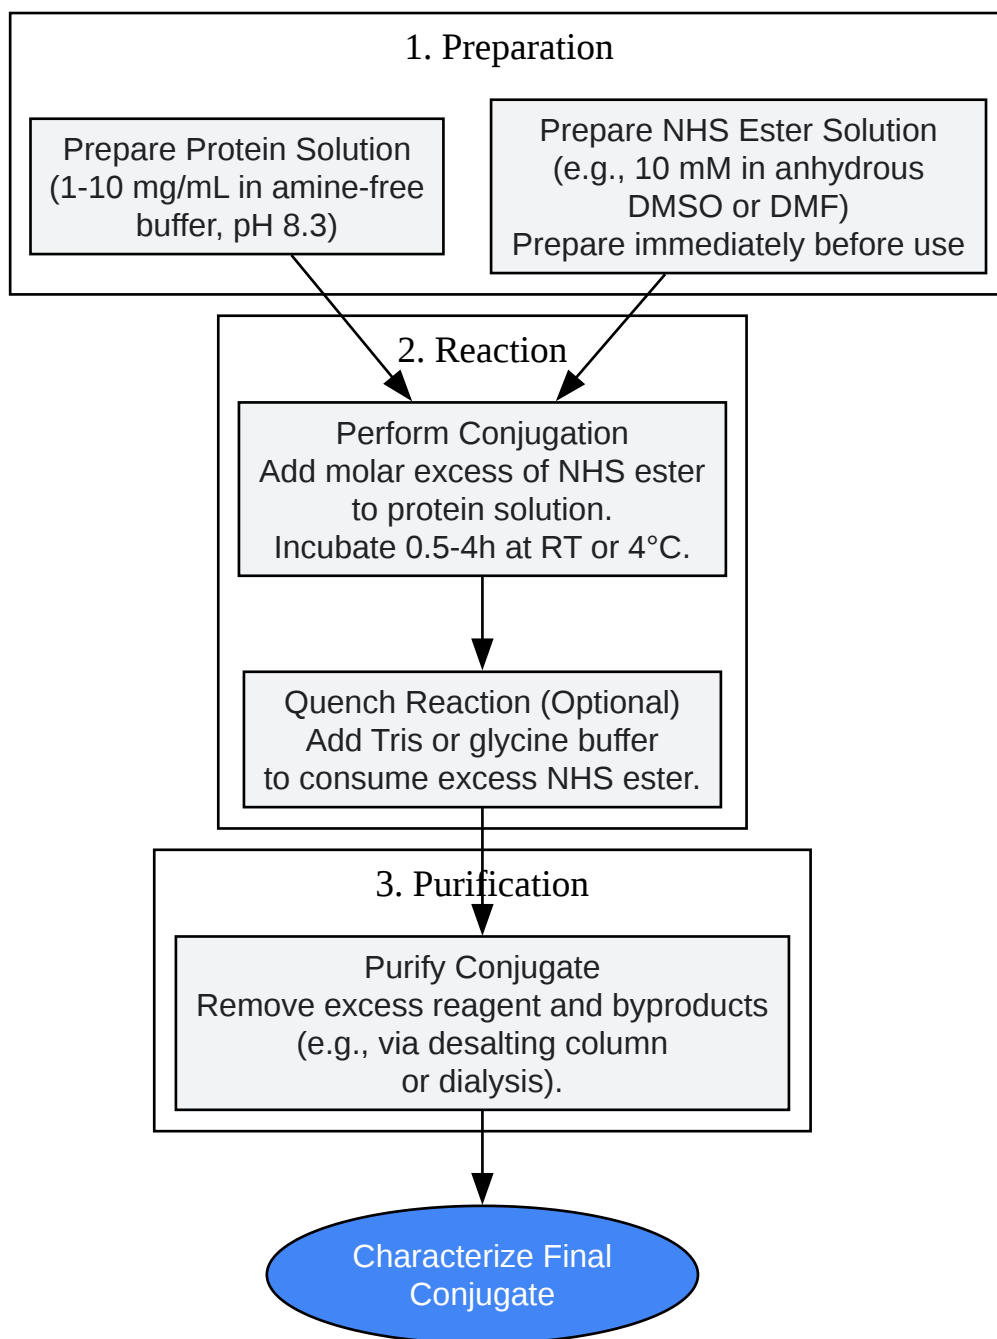 1. Preparation
Prepare Protein Solution
(1-10 mg/mL in amine-free
buffer, pH 8.3)
Prepare NHS Ester Solution
(e.g., 10 mM in anhydrous
DMSO or DMF)
Prepare immediately before use
2. Reaction
Perform Conjugation
Add molar excess of NHS ester
to protein solution.
Incubate 0.5-4h at RT or 4°C.
Quench Reaction (Optional)
Add Tris or glycine buffer
to consume excess NHS ester.
3. Purification
Purify Conjugate
Remove excess reagent and byproducts
(e.g., via desalting column
or dialysis).
Characterize Final
Conjugate